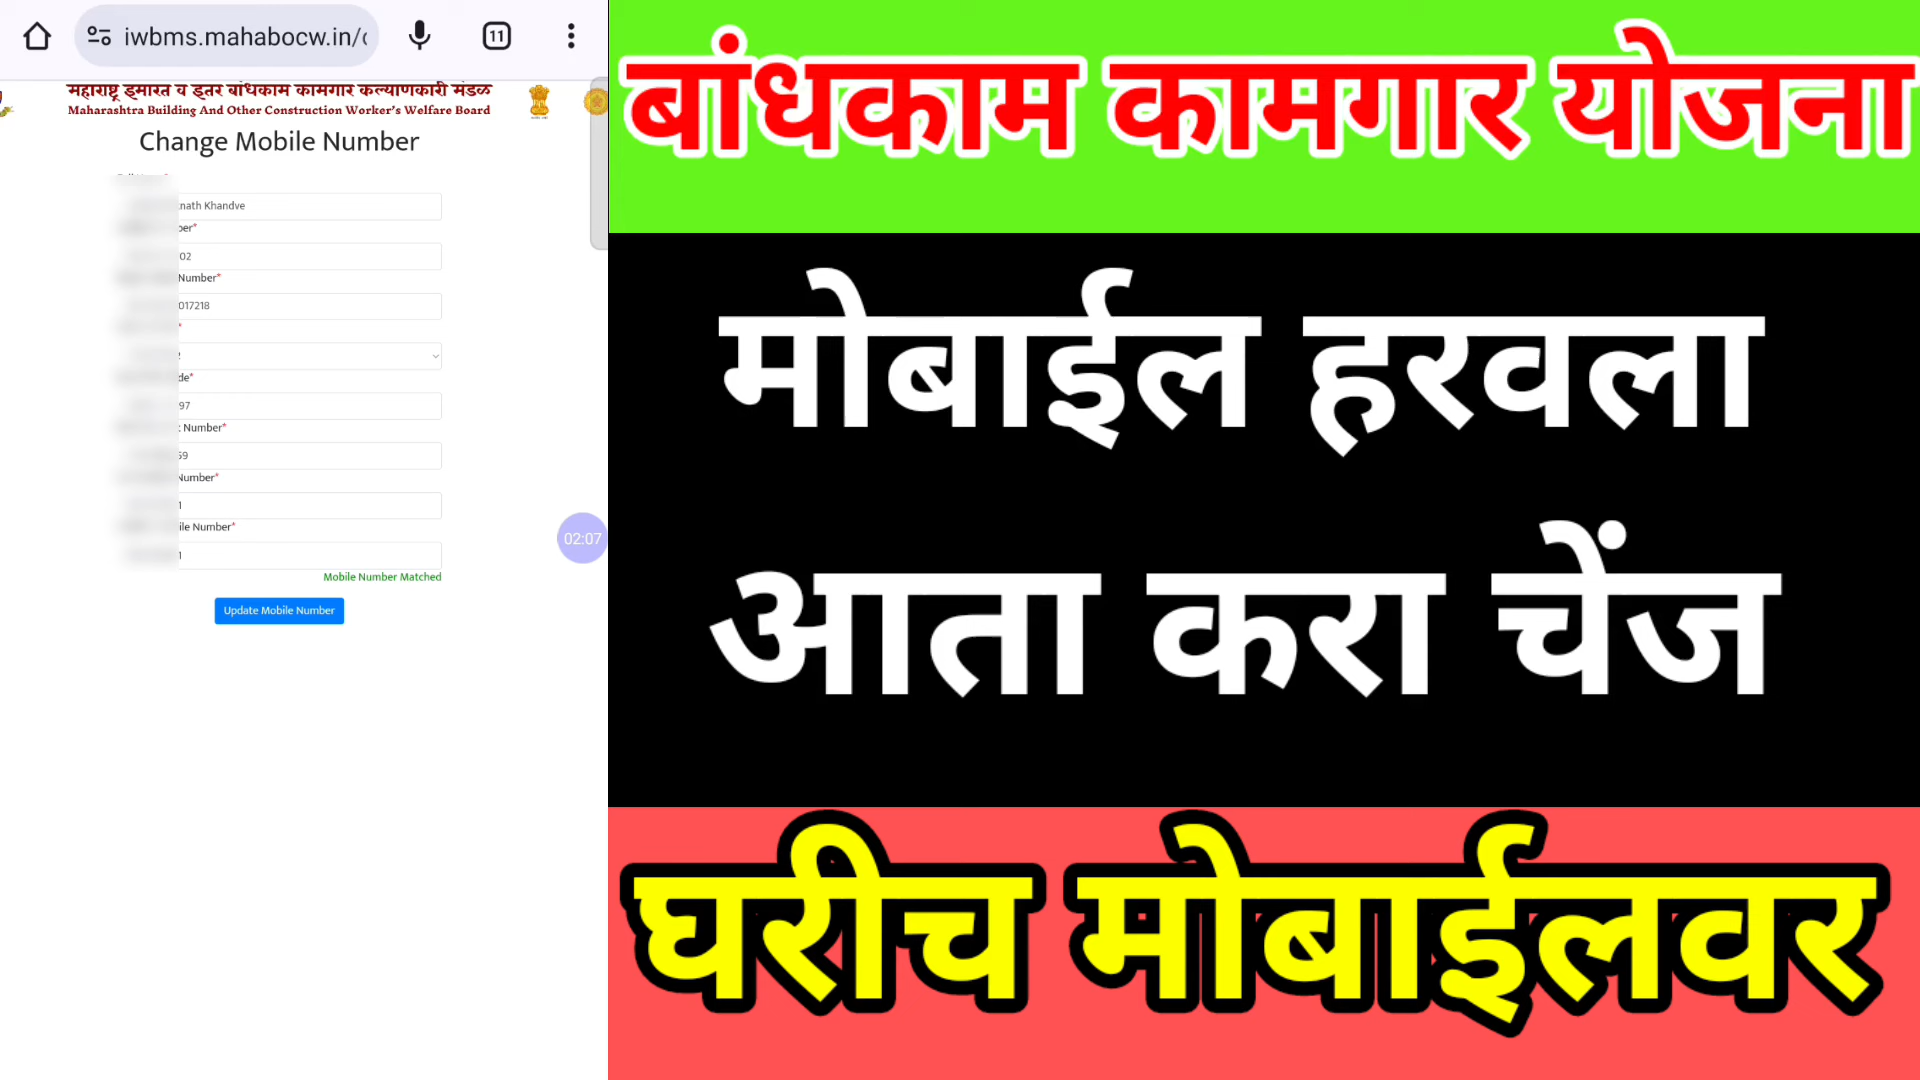 iwbms.mahabocw.in/
11
महाराष्ट्र इमारत व इतर बांधकाम कामगार कल्याणकारी मंडळ
Maharashtra Building And Other Construction Worker's Welfare Board
Change Mobile Number
nath Khandve
ber*
02
Number*
017218
*
de*
97
Number*
59
Number*
1
ile Number*
1
Mobile Number Matched
Update Mobile Number
02:07
बांधकाम कामगार योजना
मोबाईल हरवला
आता करा चेंज
घरीच मोबाईलवर